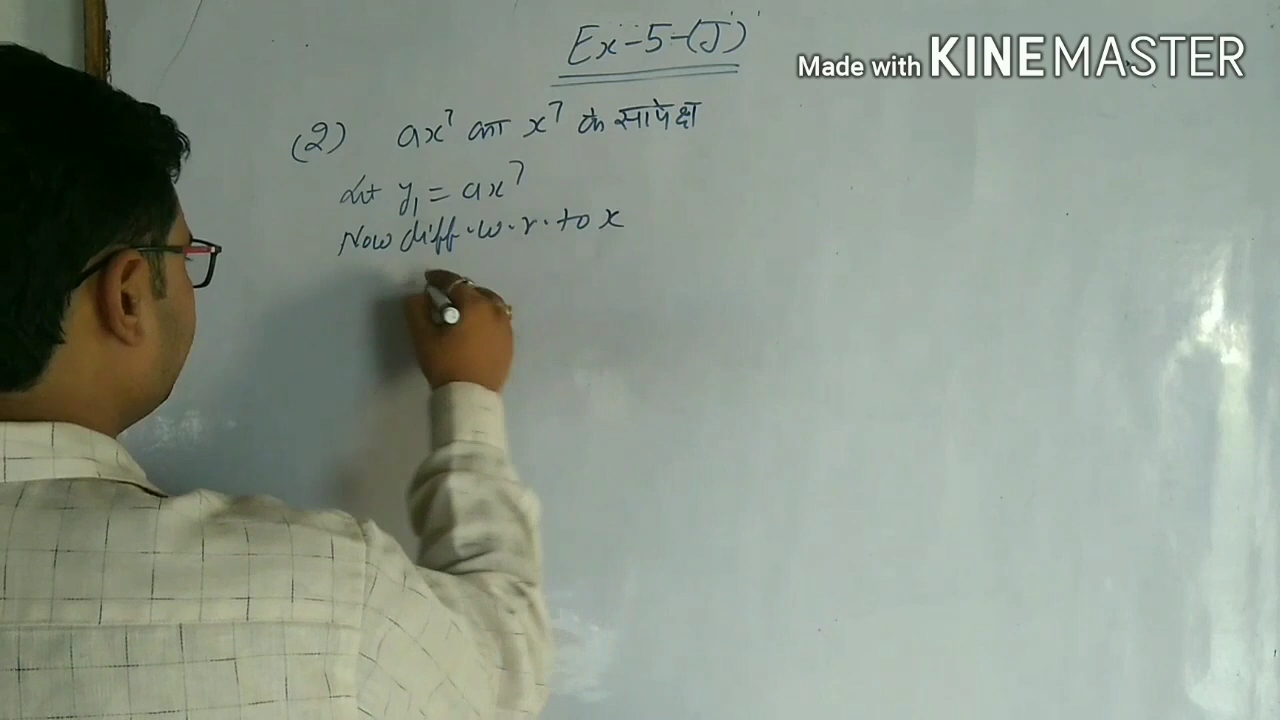 Ex-5-(J)
Made with KINEMASTER
(2) ax⁷ का x⁷ के सापेक्ष
Let y₁ = ax⁷
Now diff. w. r. to x